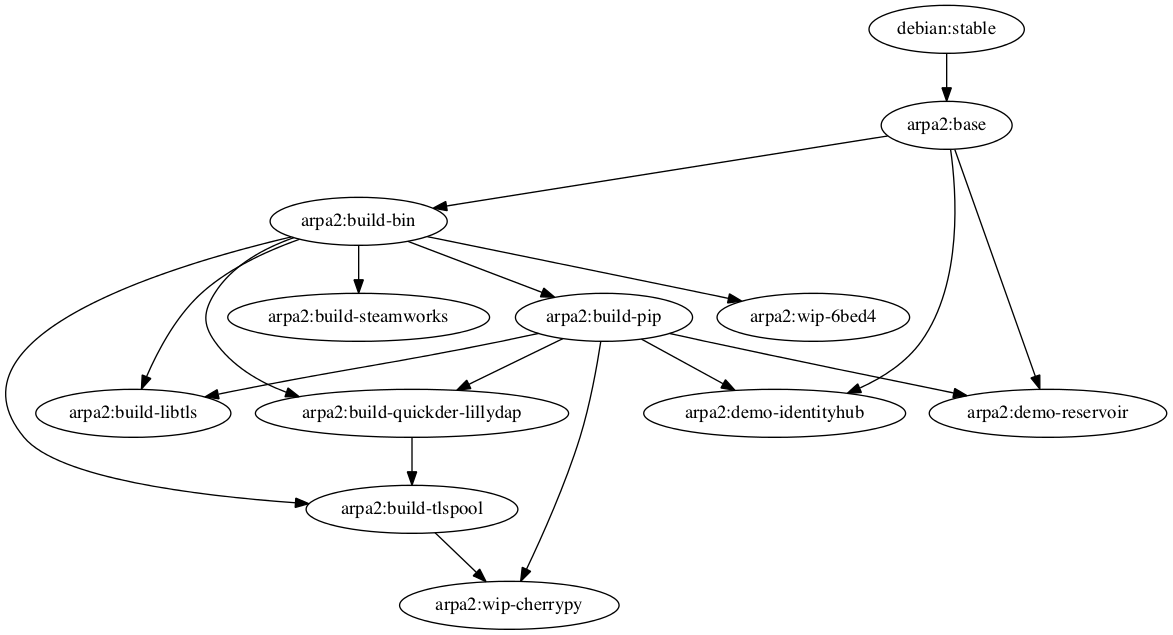 debian:stable
arpa2:base
arpa2:build-bin
arpa2:build-steamworks
arpa2:build-pip
arpa2:wip-6bed4
arpa2:build-libtls
arpa2:build-quickder-lillydap
arpa2:demo-identityhub
arpa2:demo-reservoir
arpa2:build-tlspool
arpa2:wip-cherrypy